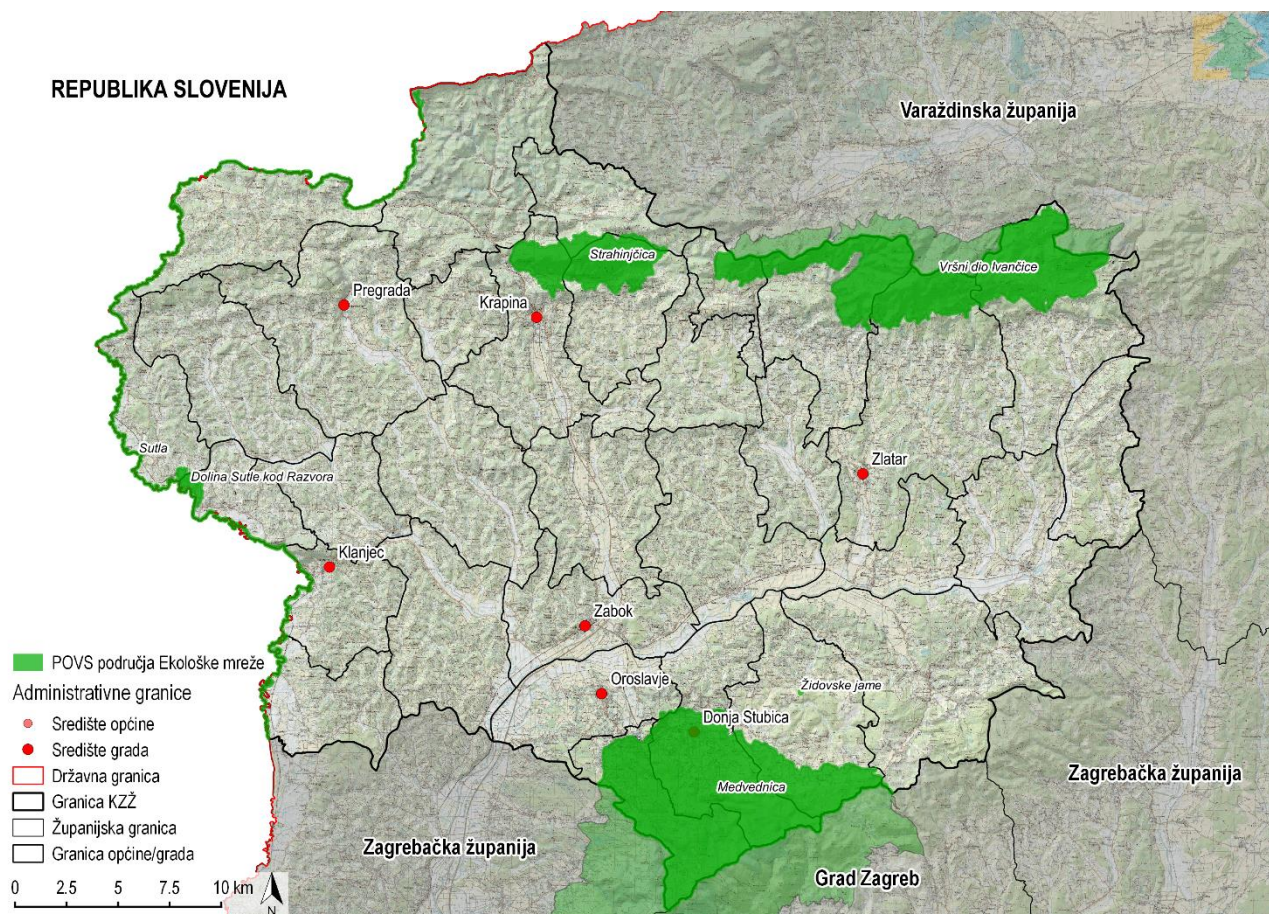 REPUBLIKA SLOVENIJA
Varaždinska županija
Strahinjčica
Vršni dio Ivančice
Pregrada
Krapina
Sutla
Dolina Sutle kod Razvora
Zlatar
Klanjec
Zabok
Oroslavje
Židovske jame
Donja Stubica
Medvednica
Zagrebačka županija
Zagrebačka županija
Grad Zagreb
POVS područja Ekološke mreže
Administrativne granice
Središte općine
Središte grada
Državna granica
Granica KZŽ
Županijska granica
Granica općine/grada
0 2.5 5 7.5 10 km
N